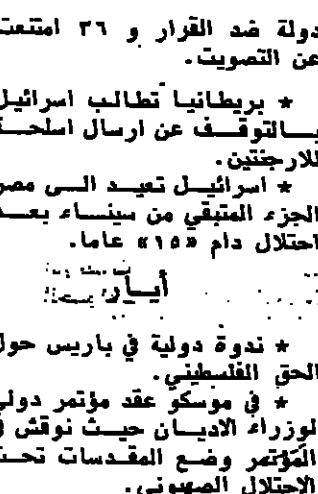 دولة ضد القرار و ٣٦ امتنعت
عن التصويت.
* بريطانيا تطالب اسرائيل
بالتوقف عن ارسال اسلحة
للارجنتين.
* اسرائيل تعيد الى مصر
الجزء المتبقي من سيناء بعد
احتلال دام «١٥» عاما.
أيار
* ندوة دولية في باريس حول
الحق الفلسطيني.
* في موسكو عقد مؤتمر دولي
لوزراء الاديان حيث نوقش في
المؤتمر وضع المقدسات تحت
الاحتلال الصهيوني.